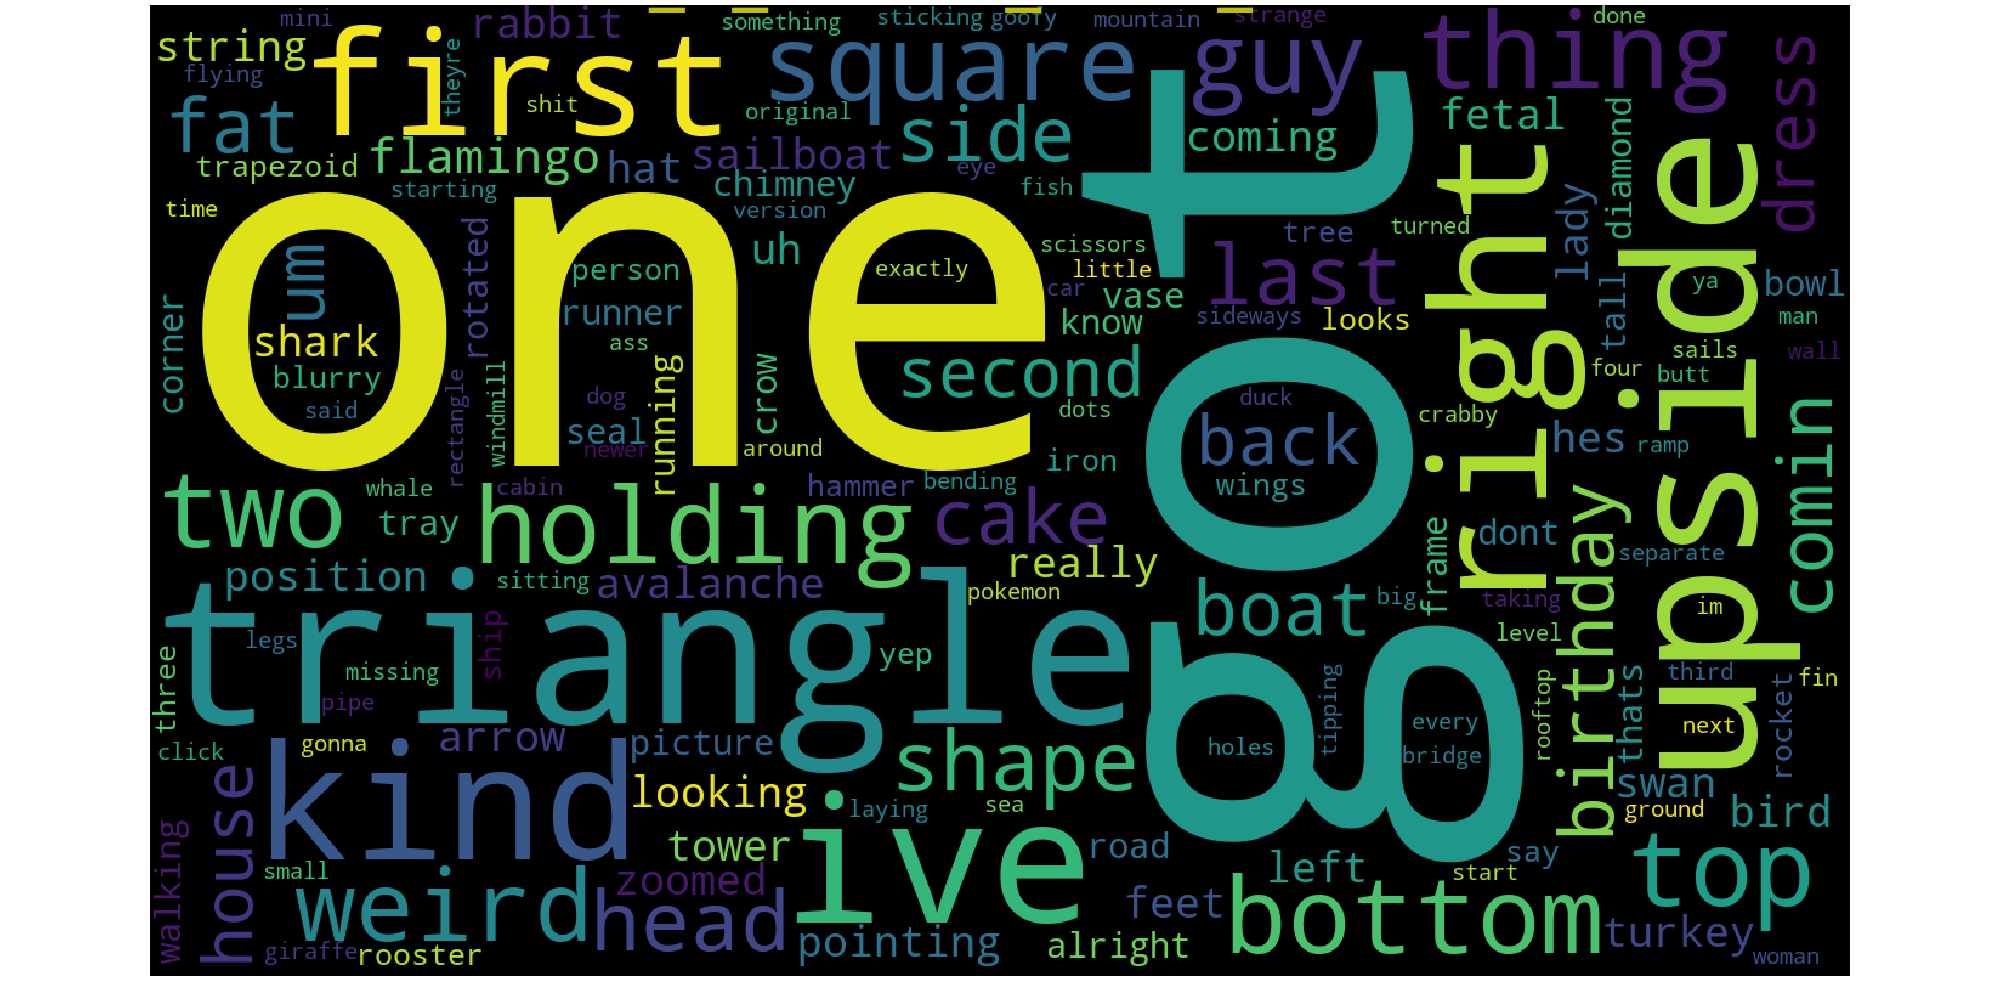 mini
rabbit
something
sticking
goofy
mountain
strange
done
string
first
square
guy
thing
dress
flying
theyre
shit
original
fat
side
coming
fetal
diamond
trapezoid
flamingo
hat
sailboat
eye
right
upside
time
starting
chimney
version
fish
got
lady
one
um
rotated
person
uh
exactly
scissors
little
tree
turned
last
tall
ya
bowl
corner
shark
blurry
said
runner
ass
car
vase
know
sideways
looks
man
sails
wall
rectangle
windmill
dog
running
crow
second
dots
duck
four
butt
crabby
seal
newer
around
iron
back
wings
hes
ramp
comin
two
whale
tray
cabin
holding
hammer
bending
cake
frame
dont
birthday
separate
position
sitting
avalanche
really
pokemon
boat
big
taking
im
triangle
legs
missing
ship
pipe
yep
level
three
tipping
every
bridge
holes
rooftop
thats
third
next
rocket
fin
click
gonna
arrow
picture
shape
kind
house
looking
ive
laying
sea
swan
ground
bird
walking
small
weird
tower
zoomed
head
road
left
say
start
top
feet
bottom
turkey
giraffe
rooster
pointing
alright
woman